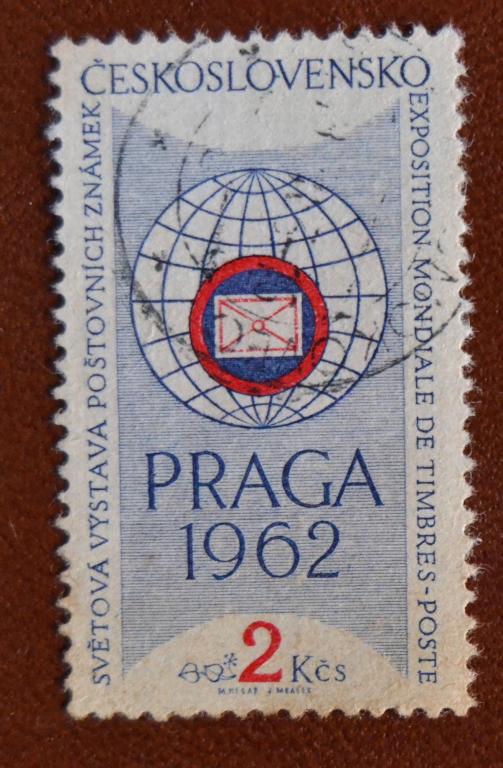 ČESKOSLOVENSKO
SVĚTOVÁ VÝSTAVA POŠTOVNÍCH ZNÁMEK
EXPOSITION MONDIALE DE TIMBRES-POSTE
PRAGA
1962
2 Kčs